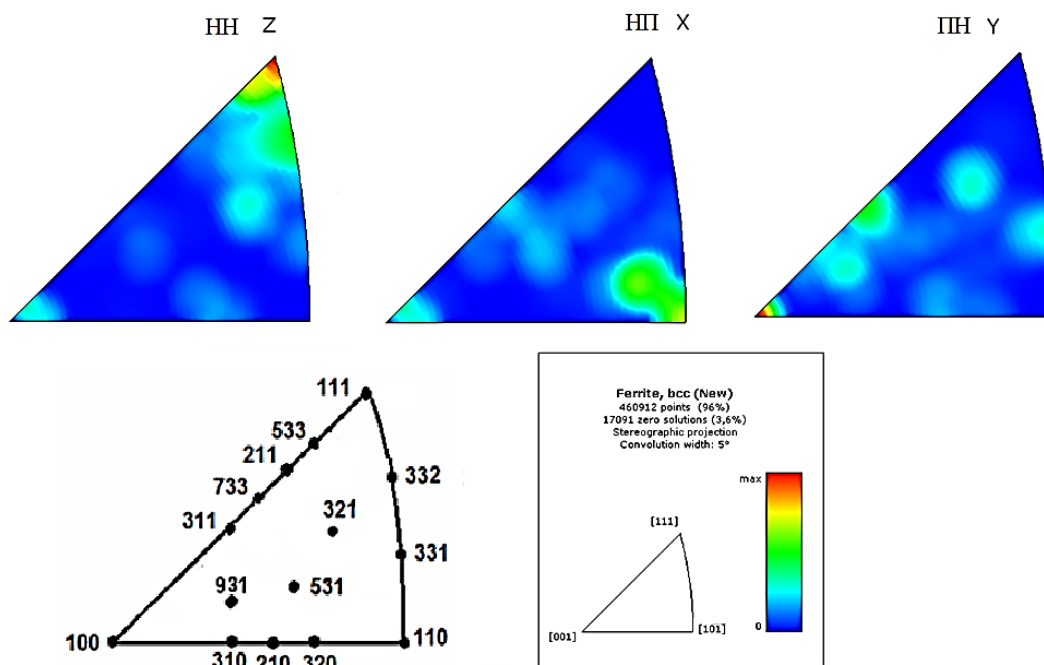 НН Z
НП X
ПН Y
111
533
211
332
733
321
311
331
931
531
100
110
310
210
320
Ferrite, bcc (New)
460912 points (96%)
17091 zero solutions (3,6%)
Stereographic projection
Convolution width: 5°
max
[111]
0
[001]
[101]